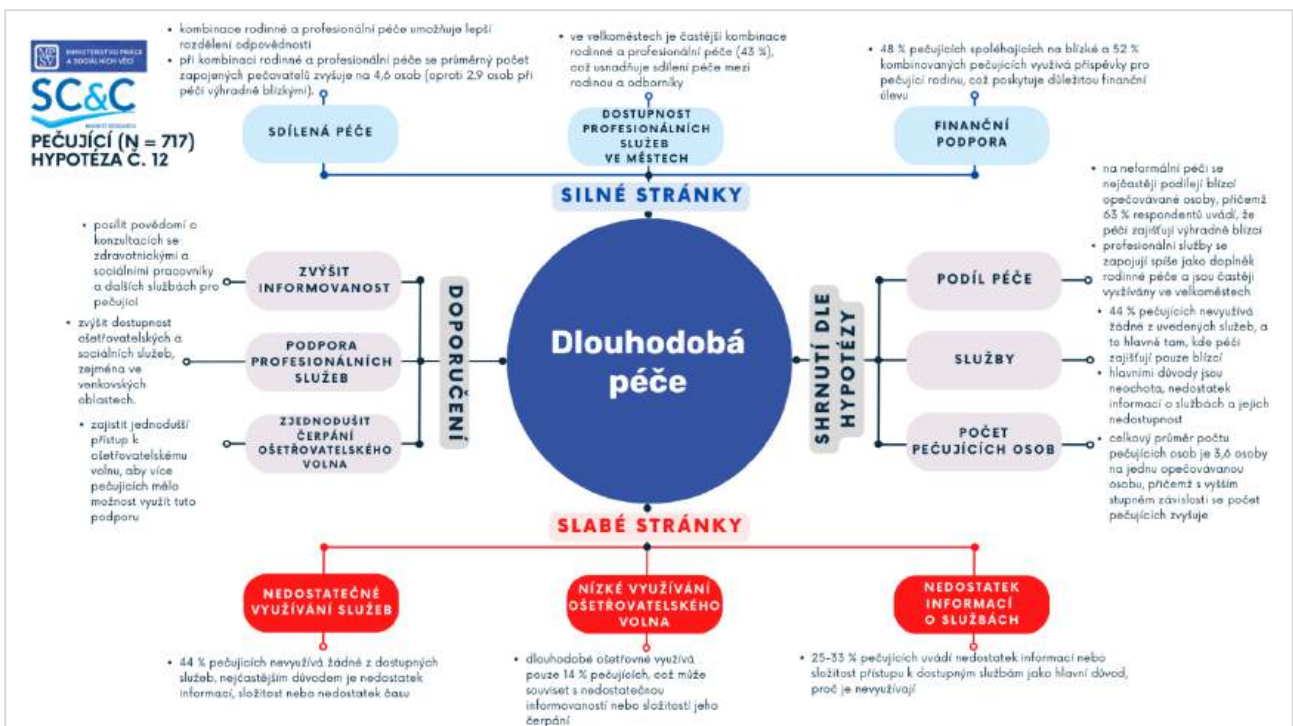 MINISTERSTVO PRÁCE
A SOCIÁLNÍCH VĚCÍ
SC&C
MARKET RESEARCH
PEČUJÍCÍ (N = 717)
HYPOTÉZA Č. 12
• kombinace rodinné a profesionální péče umožňuje lepší
rozdělení odpovědnosti
• při kombinaci rodinné a profesionální péče se průměrný počet
zapojených pečovatelů zvyšuje na 4,6 osob (oproti 2,9 osob při
péči výhradně blízkými).
SDÍLENÁ PÉČE
• ve velkoměstech je častější kombinace
rodinné a profesionální péče (43 %),
což usnadňuje sdílení péče mezi
rodinou a odborníky
DOSTUPNOST
PROFESIONÁLNÍCH
SLUŽEB
VE MĚSTECH
• 48 % pečujících spoléhajících na blízké a 52 %
kombinovaných pečujících využívá příspěvky pro
pečující rodinu, což poskytuje důležitou finanční
úlevu
FINANČNÍ
PODPORA
SILNÉ STRÁNKY
• posílit povědomí o
konzultacích se
zdravotnickými a
sociálními pracovníky
a dalších službách pro
pečující
ZVÝŠIT
INFORMOVANOST
• zvýšit dostupnost
ošetřovatelských a
sociálních služeb,
zejména ve
venkovských
oblastech.
PODPORA
PROFESIONÁLNÍCH
SLUŽEB
• zajistit jednodušší
přístup k
ošetřovatelskému
volnu, aby více
pečujících mělo
možnost využít tuto
podporu
ZJEDNODUŠIT
ČERPÁNÍ
OŠETŘOVATELSKÉHO
VOLNA
DOPORUČENÍ
Dlouhodobá
péče
SHRNUTÍ DLE
HYPOTÉZY
PODÍL PÉČE
• na neformální péči se
nejčastěji podílejí blízcí
opečovávané osoby, přičemž
63 % respondentů uvádí, že
péči zajišťují výhradně blízcí
• profesionální služby se
zapojují spíše jako doplněk
rodinné péče a jsou častěji
využívány ve velkoměstech
SLUŽBY
• 44 % pečujících nevyužívá
žádné z uvedených služeb, a
to hlavně tam, kde péči
zajišťují pouze blízcí
• hlavními důvody jsou
neochota, nedostatek
informací o službách a jejich
nedostupnost
POČET
PEČUJÍCÍCH OSOB
• celkový průměr počtu
pečujících osob je 3,6 osoby
na jednu opečovávanou
osobu, přičemž s vyšším
stupněm závislosti se počet
pečujících zvyšuje
SLABÉ STRÁNKY
NEDOSTATEČNÉ
VYUŽÍVÁNÍ SLUŽEB
• 44 % pečujících nevyužívá žádné z dostupných
služeb, nejčastějším důvodem je nedostatek
informací, složitost nebo nedostatek času
NÍZKÉ VYUŽÍVÁNÍ
OŠETŘOVATELSKÉHO
VOLNA
• dlouhodobé ošetřovné využívá
pouze 14 % pečujících, což může
souviset s nedostatečnou
informovaností nebo složitostí jeho
čerpání
NEDOSTATEK
INFORMACÍ
O SLUŽBÁCH
• 25-33 % pečujících uvádí nedostatek informací nebo
složitost přístupu k dostupným službám jako hlavní důvod,
proč je nevyužívají